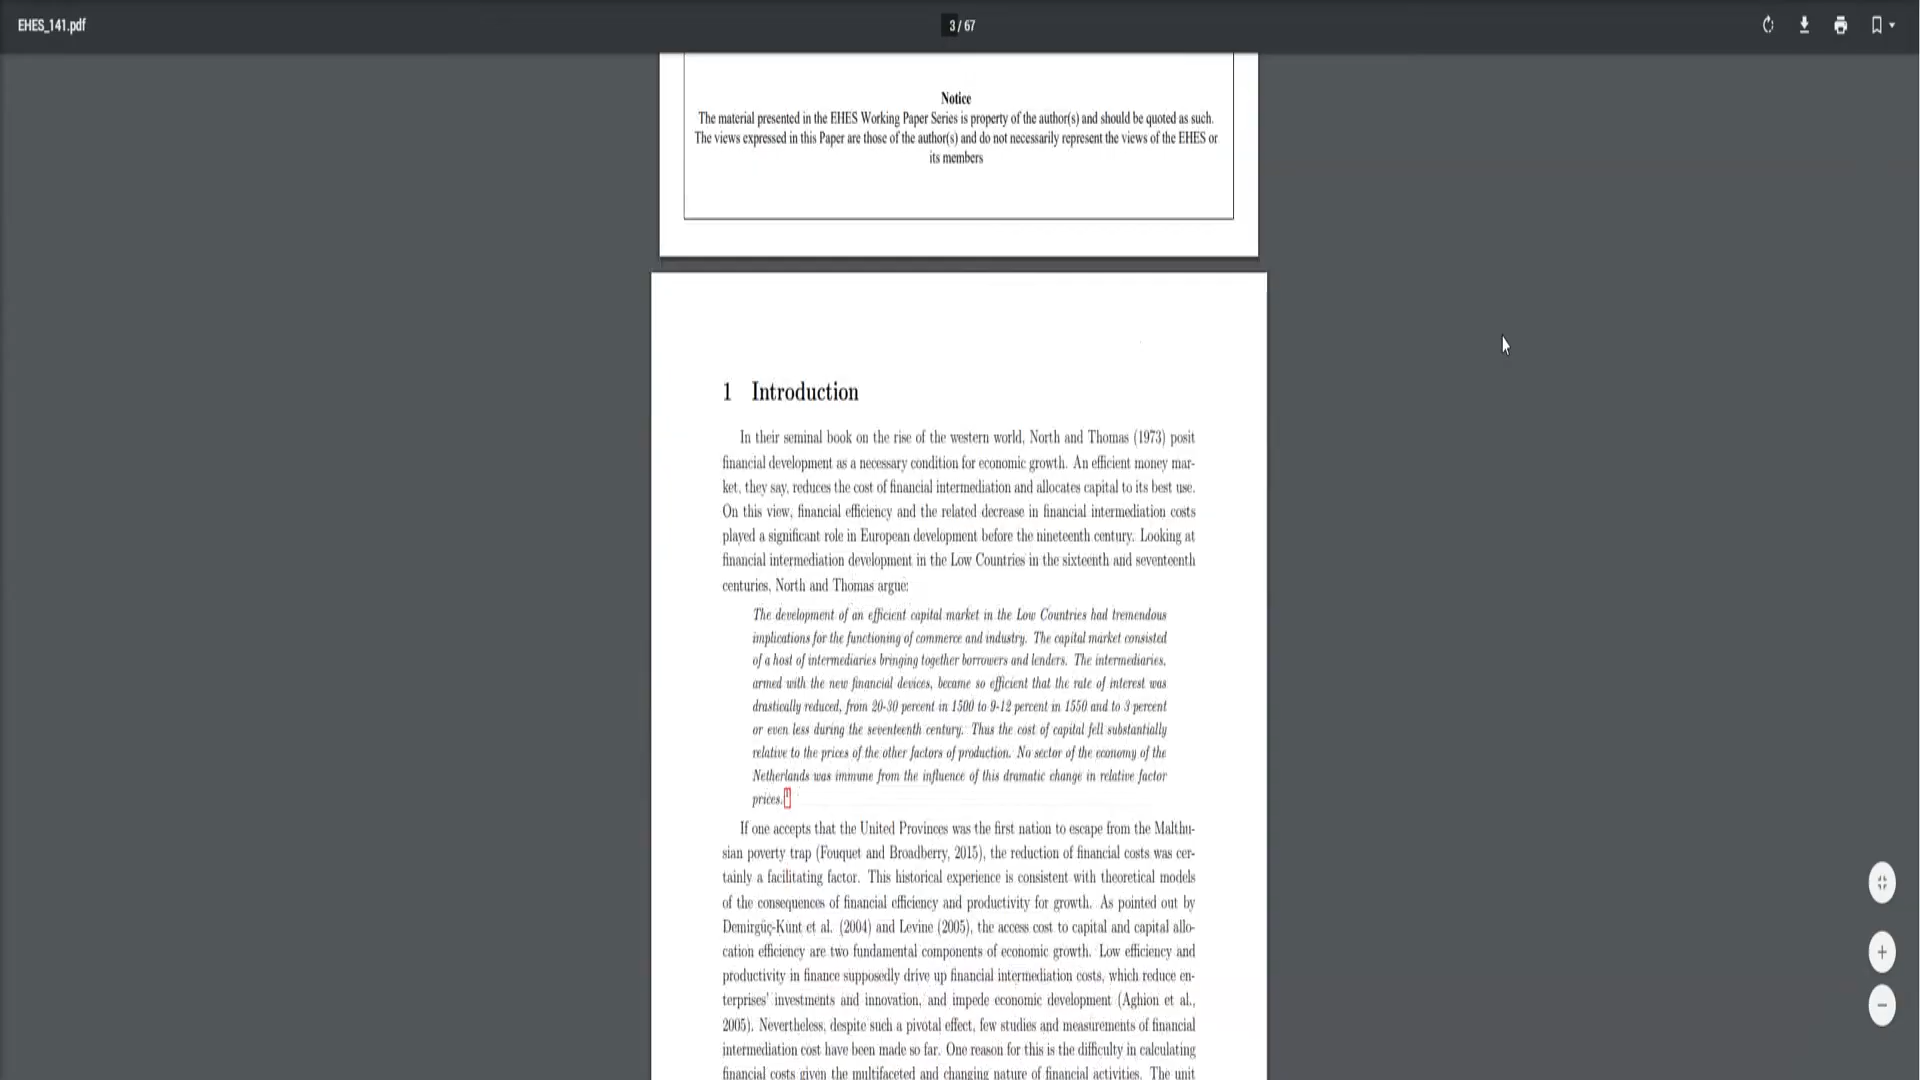 EHES_141.pdf
3 / 67
Notice
The material presented in the EHES Working Paper Series is property of the author(s) and should be quoted as such.
The views expressed in this Paper are those of the author(s) and do not necessarily represent the views of the EHES or
its members
1 Introduction
In their seminal book on the rise of the western world, North and Thomas (1973) posit
financial development as a necessary condition for economic growth. An efficient money mar-
ket, they say, reduces the cost of financial intermediation and allocates capital to its best use.
On this view, financial efficiency and the related decrease in financial intermediation costs
played a significant role in European development before the nineteenth century. Looking at
financial intermediation development in the Low Countries in the sixteenth and seventeenth
centuries, North and Thomas argue:
The development of an efficient capital market in the Low Countries had tremendous
implications for the functioning of commerce and industry. The capital market consisted
of a host of intermediaries bringing together borrowers and lenders. The intermediaries,
armed with the new financial devices, became so efficient that the rate of interest was
drastically reduced, from 20-30 percent in 1500 to 9-12 percent in 1550 and to 3 percent
or even less during the seventeenth century. Thus the cost of capital fell substantially
relative to the prices of the other factors of production. No sector of the economy of the
Netherlands was immune from the influence of this dramatic change in relative factor
prices.
If one accepts that the United Provinces was the first nation to escape from the Malthu-
sian poverty trap (Fouquet and Broadberry, 2015), the reduction of financial costs was cer-
tainly a facilitating factor. This historical experience is consistent with theoretical models
of the consequences of financial efficiency and productivity for growth. As pointed out by
Demirgüç-Kunt et al. (2004) and Levine (2005), the access cost to capital and capital allo-
cation efficiency are two fundamental components of economic growth. Low efficiency and
productivity in finance supposedly drive up financial intermediation costs, which reduce en-
terprises' investments and innovation, and impede economic development (Aghion et al.,
2005). Nevertheless, despite such a pivotal effect, few studies and measurements of financial
intermediation cost have been made so far. One reason for this is the difficulty in calculating
financial costs given the multifaceted and changing nature of financial activities. The unit